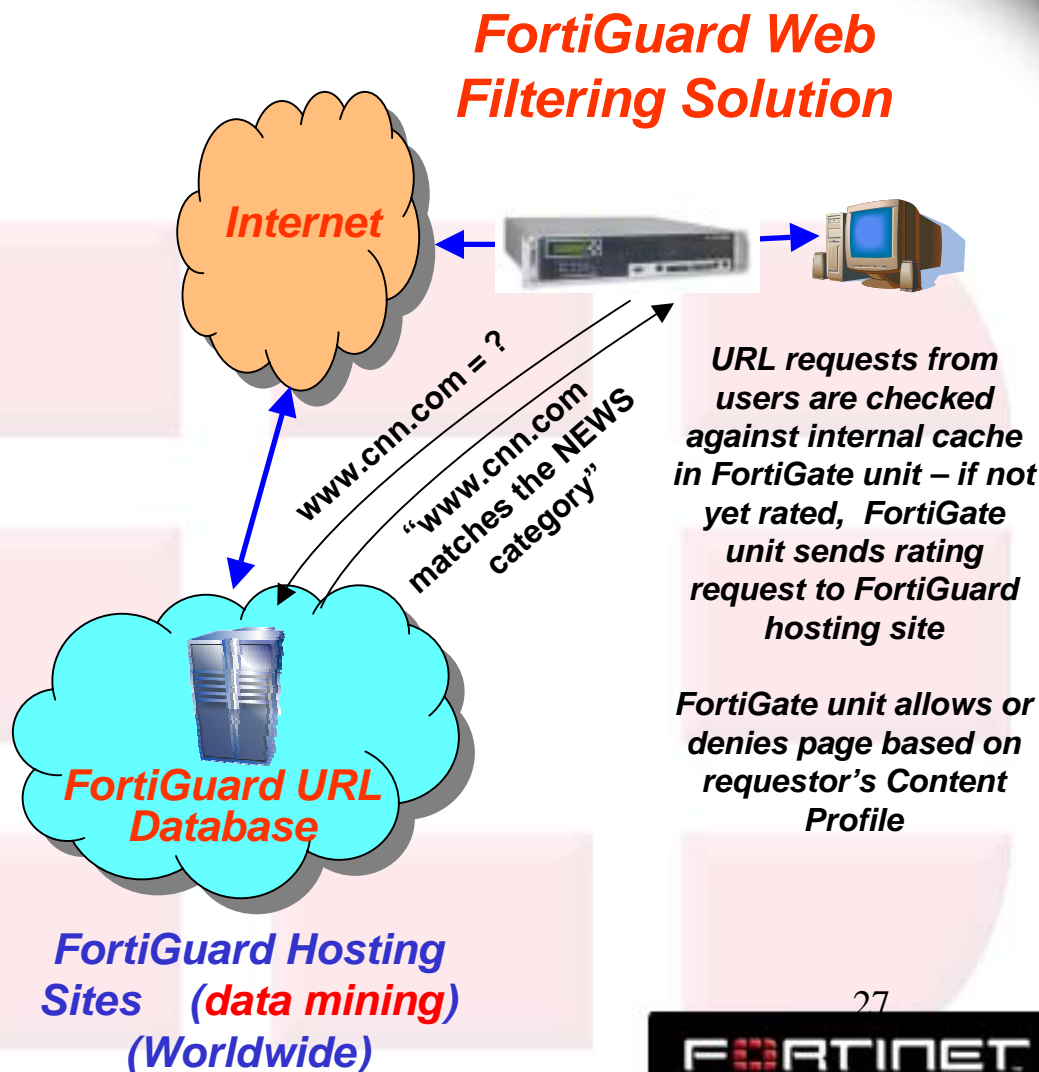 FortiGuard Web
Filtering Solution
Internet
www.cnn.com = ?
“www.cnn.com
matches the NEWS
category”
URL requests from
users are checked
against internal cache
in FortiGate unit – if not
yet rated, FortiGate
unit sends rating
request to FortiGuard
hosting site
FortiGate unit allows or
denies page based on
requestor’s Content
Profile
FortiGuard URL
Database
FortiGuard Hosting
Sites (data mining)
(Worldwide)
27
FORTINET